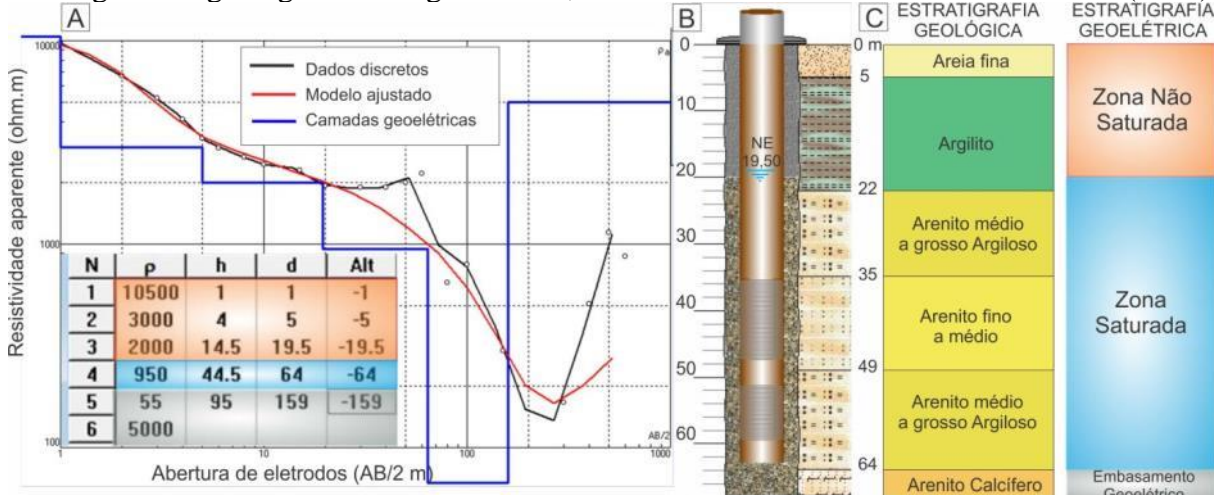 A
Resistividade aparente (ohm.m)
10000
1000
100
Dados discretos
Modelo ajustado
Camadas geoelétricas
N ρ h d Alt
1 10500 1 1 -1
2 3000 4 5 -5
3 2000 14.5 19.5 -19.5
4 950 44.5 64 -64
5 55 95 159 -159
6 5000
AB/2
1 10 100 1000
Abertura de eletrodos (AB/2 m)
B
0
10
20
30
40
50
60
NE
19,50
C
ESTRATIGRAFIA
GEOLÓGICA
0 m
Areia fina
5
Argilito
22
Arenito médio
a grosso Argiloso
35
Arenito fino
a médio
49
Arenito médio
a grosso Argiloso
64
Arenito Calcífero
ESTRATIGRAFIA
GEOELÉTRICA
Zona Não
Saturada
Zona
Saturada
Embasamento
Geoelétrico